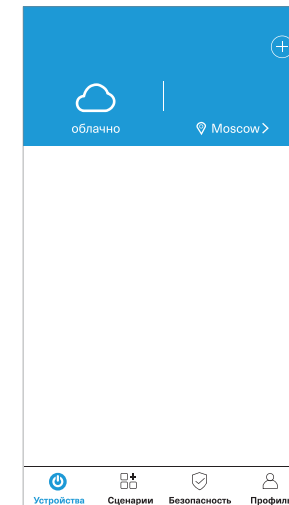 облачно
Moscow
Устройства
Сценарии
Безопасность
Профиль